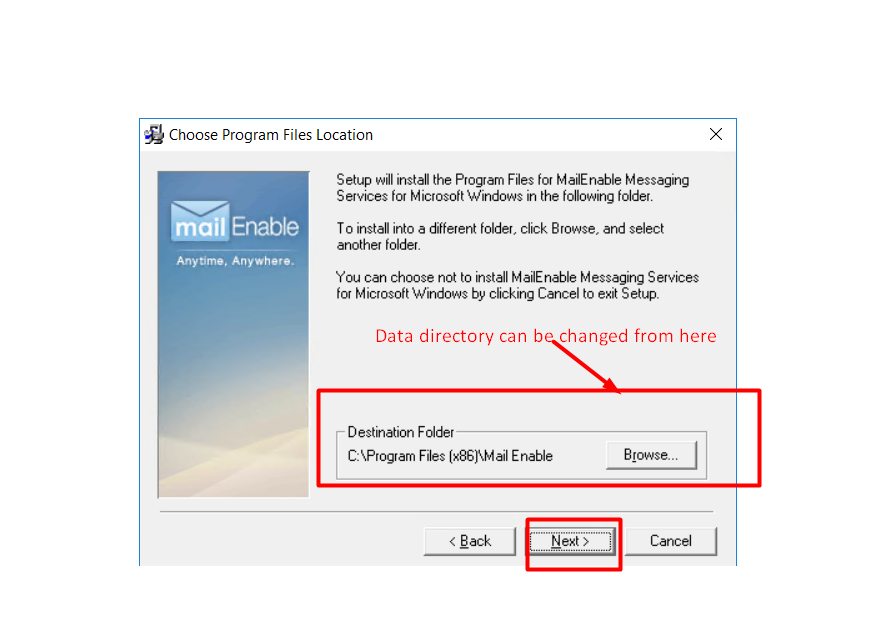 Choose Program Files Location
mail Enable
Anytime, Anywhere.
Setup will install the Program Files for MailEnable Messaging
Services for Microsoft Windows in the following folder.
To install into a different folder, click Browse, and select
another folder.
You can choose not to install MailEnable Messaging Services
for Microsoft Windows by clicking Cancel to exit Setup.
Data directory can be changed from here
Destination Folder
C:\Program Files (x86)\Mail Enable
Browse...
< Back
Next >
Cancel